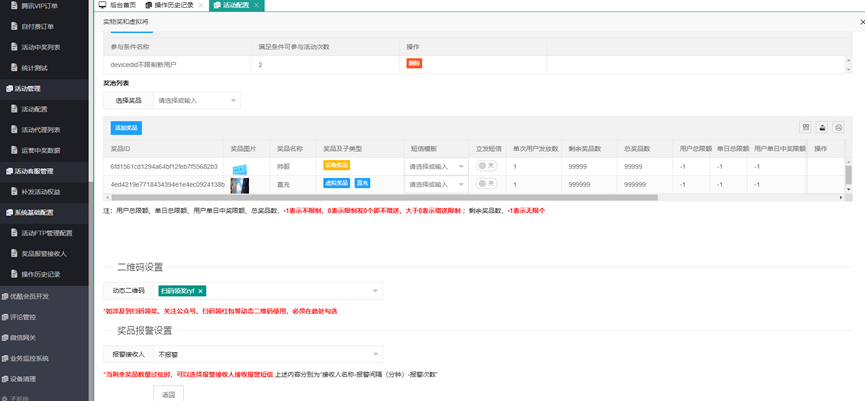 腾讯VIP订单
自付费订单
活动中奖列表
统计测试
活动管理
活动配置
活动代理列表
运营中奖数据
活动客服管理
补发活动权益
系统基础配置
活动FTP管理配置
奖品报警接收人
操作历史记录
优酷会员开发
评论管控
微信网关
业务监控系统
设备清理
子系统
后台首页 操作历史记录 × 活动配置 ×
实物奖和虚拟将 ×
参与条件名称 满足条件可参与活动次数 操作
deviced不限制新用户 2 删除
奖池列表
选择奖品 请选择或输入
添加奖品
奖品ID 奖品图片 奖品名称 奖品及子类型 短信模板 立发短信 单次用户发放数 剩余奖品数 总奖品数 用户总限额 单日总限额 用户单日中奖限额 操作
6fd1561cd1294a64bf12feb7f55682b3 帅哥 实物奖品 请选择或输入 关 1 99999 99999 -1 -1 -1
4ed4219e7718434394e1e4ec0924138b 直充 虚拟奖品 直充 请选择或输入 关 1 999999 999999 -1 -1 -1
注：用户总限额、单日总限额、用户单日中奖限额、总奖品数，-1表示不限制，0表示限制发0个即不赠送，大于0表示赠送限制；剩余奖品数，-1表示无限个
二维码设置
动态二维码 扫码领奖ryf ×
*如涉及到扫码领奖、关注公众号、扫码领红包等动态二维码使用，必须在此处勾选
奖品报警设置
报警接收人 不报警
*当剩余奖品数量过低时，可以选择报警接收人接收报警短信 上述内容分别为“接收人名称-报警间隔（分钟）-报警次数”
返回